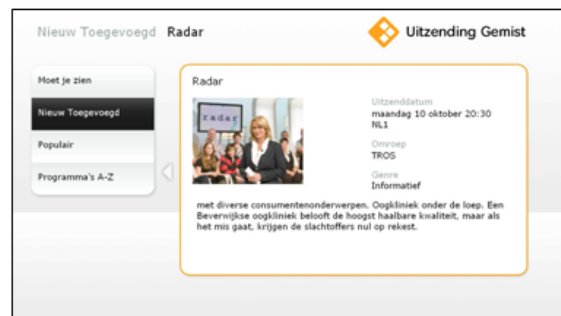 Nieuw Toegevoegd Radar
Uitzending Gemist
Moet je zien
Nieuw Toegevoegd
Populair
Programma's A-Z
Radar
radar
Uitzenddatum
maandag 10 oktober 20:30
NL1
Omroep
TROS
Genre
Informatief
met diverse consumentenonderwerpen. Oogkliniek onder de loep. Een
Beverwijkse oogkliniek belooft de hoogst haalbare kwaliteit, maar als
het mis gaat, krijgen de slachtoffers nul op rekest.